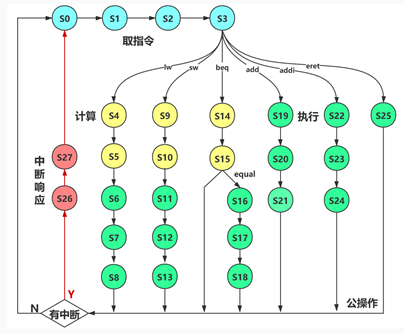 S0 S1 S2 S3
取指令
lw sw beq add addi eret
计算 S4 S9 S14 S19 执行 S22 S25
中断响应
S27 S5 S10 S15 S20 S23
equal
S26 S6 S11 S16 S21 S24
S7 S12 S17
S8 S13 S18
Y 公操作
N 有中断